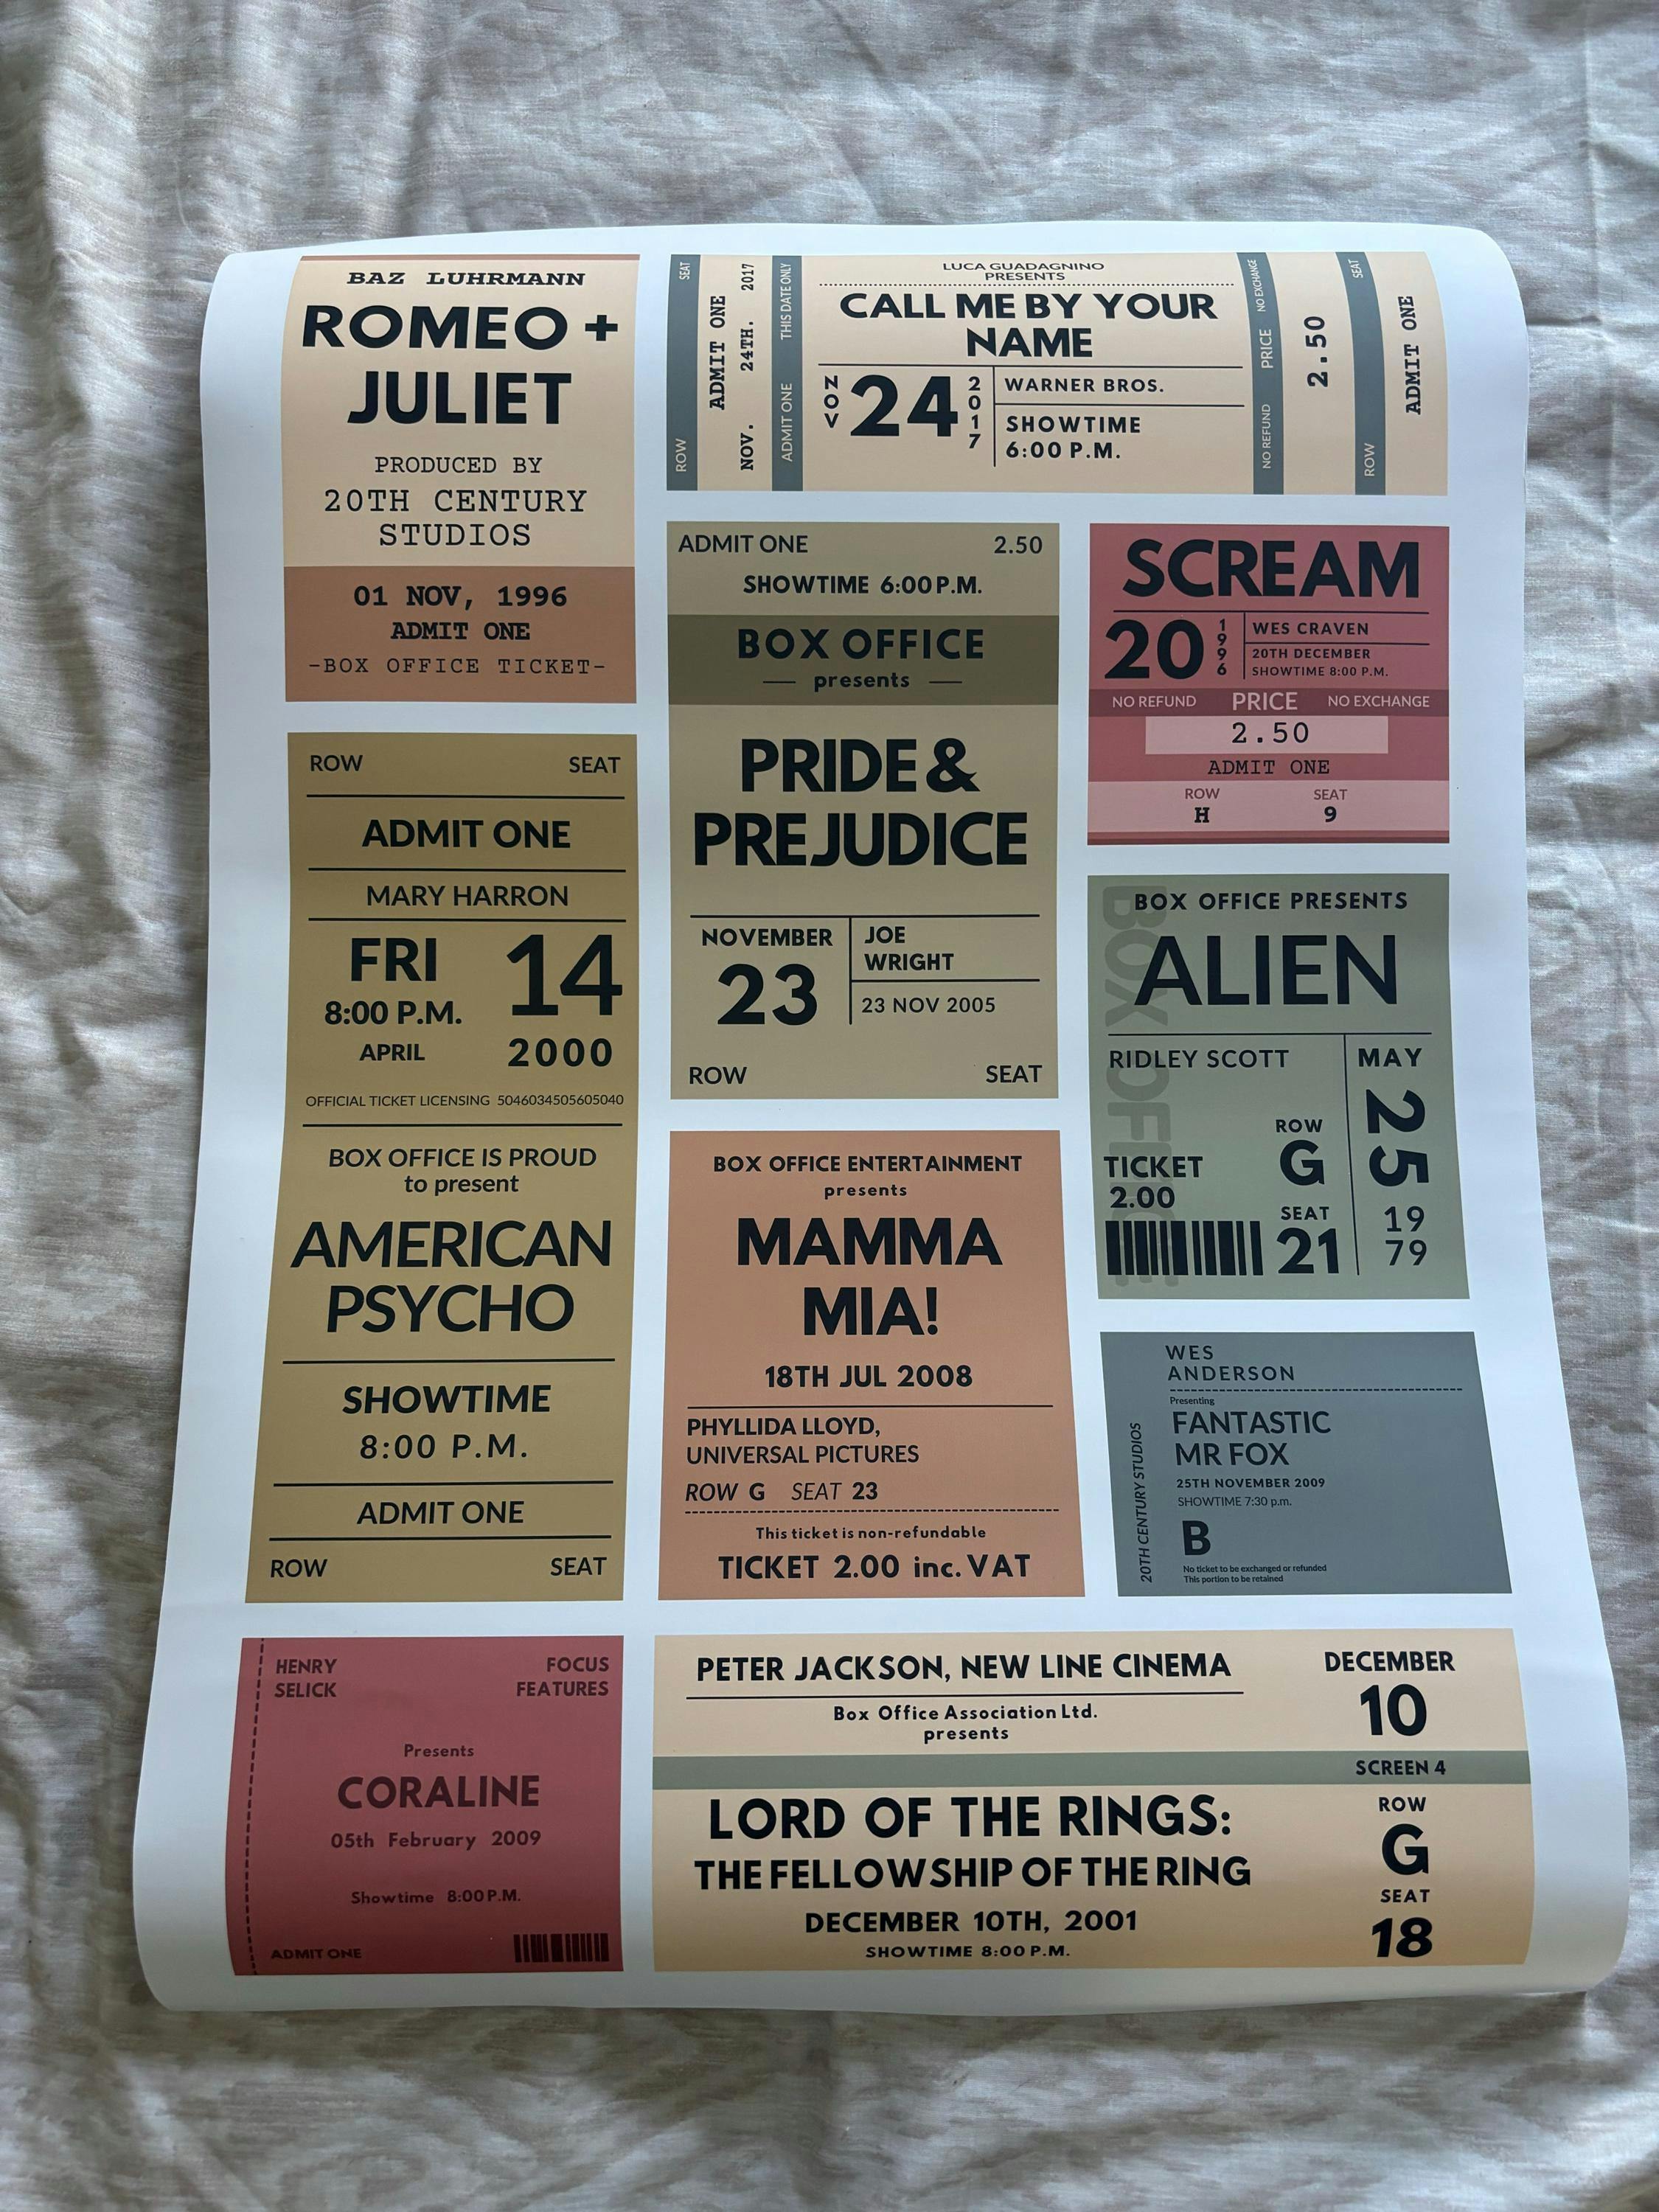 BAZ LUHRMANN
ROMEO +
JULIET
PRODUCED BY
20TH CENTURY
STUDIOS
01 NOV, 1996
ADMIT ONE
-BOX OFFICE TICKET-
ROW SEAT
ADMIT ONE
NOV. 24TH. 2017
ADMIT ONE THIS DATE ONLY
LUCA GUADAGNINO
PRESENTS
CALL ME BY YOUR
NAME
NOV 24 2017
WARNER BROS.
SHOWTIME
6:00 P.M.
NO REFUND PRICE NO EXCHANGE
2.50
ROW SEAT
ADMIT ONE
ADMIT ONE 2.50
SHOWTIME 6:00 P.M.
BOX OFFICE
presents
PRIDE &
PREJUDICE
NOVEMBER
23
JOE
WRIGHT
23 NOV 2005
ROW SEAT
SCREAM
20 1996
WES CRAVEN
20TH DECEMBER
SHOWTIME 8:00 P.M.
NO REFUND PRICE NO EXCHANGE
2.50
ADMIT ONE
ROW SEAT
H 9
ROW SEAT
ADMIT ONE
MARY HARRON
FRI 14
8:00 P.M.
APRIL 2000
OFFICIAL TICKET LICENSING 5046034505605040
BOX OFFICE IS PROUD
to present
AMERICAN
PSYCHO
SHOWTIME
8:00 P.M.
ADMIT ONE
ROW SEAT
BOX OFFICE PRESENTS
ALIEN
BOX OFFICE
RIDLEY SCOTT
MAY
25
19
79
ROW
G
TICKET
2.00
SEAT
21
BOX OFFICE ENTERTAINMENT
presents
MAMMA
MIA!
18TH JUL 2008
PHYLLIDA LLOYD,
UNIVERSAL PICTURES
ROW G SEAT 23
This ticket is non-refundable
TICKET 2.00 inc. VAT
20TH CENTURY STUDIOS
WES
ANDERSON
Presenting
FANTASTIC
MR FOX
25TH NOVEMBER 2009
SHOWTIME 7:30 p.m.
B
No ticket to be exchanged or refunded
This portion to be retained
HENRY
SELICK
FOCUS
FEATURES
Presents
CORALINE
05th February 2009
Showtime 8:00 P.M.
ADMIT ONE
PETER JACKSON, NEW LINE CINEMA
Box Office Association Ltd.
presents
LORD OF THE RINGS:
THE FELLOWSHIP OF THE RING
DECEMBER 10TH, 2001
SHOWTIME 8:00 P.M.
DECEMBER
10
SCREEN 4
ROW
G
SEAT
18